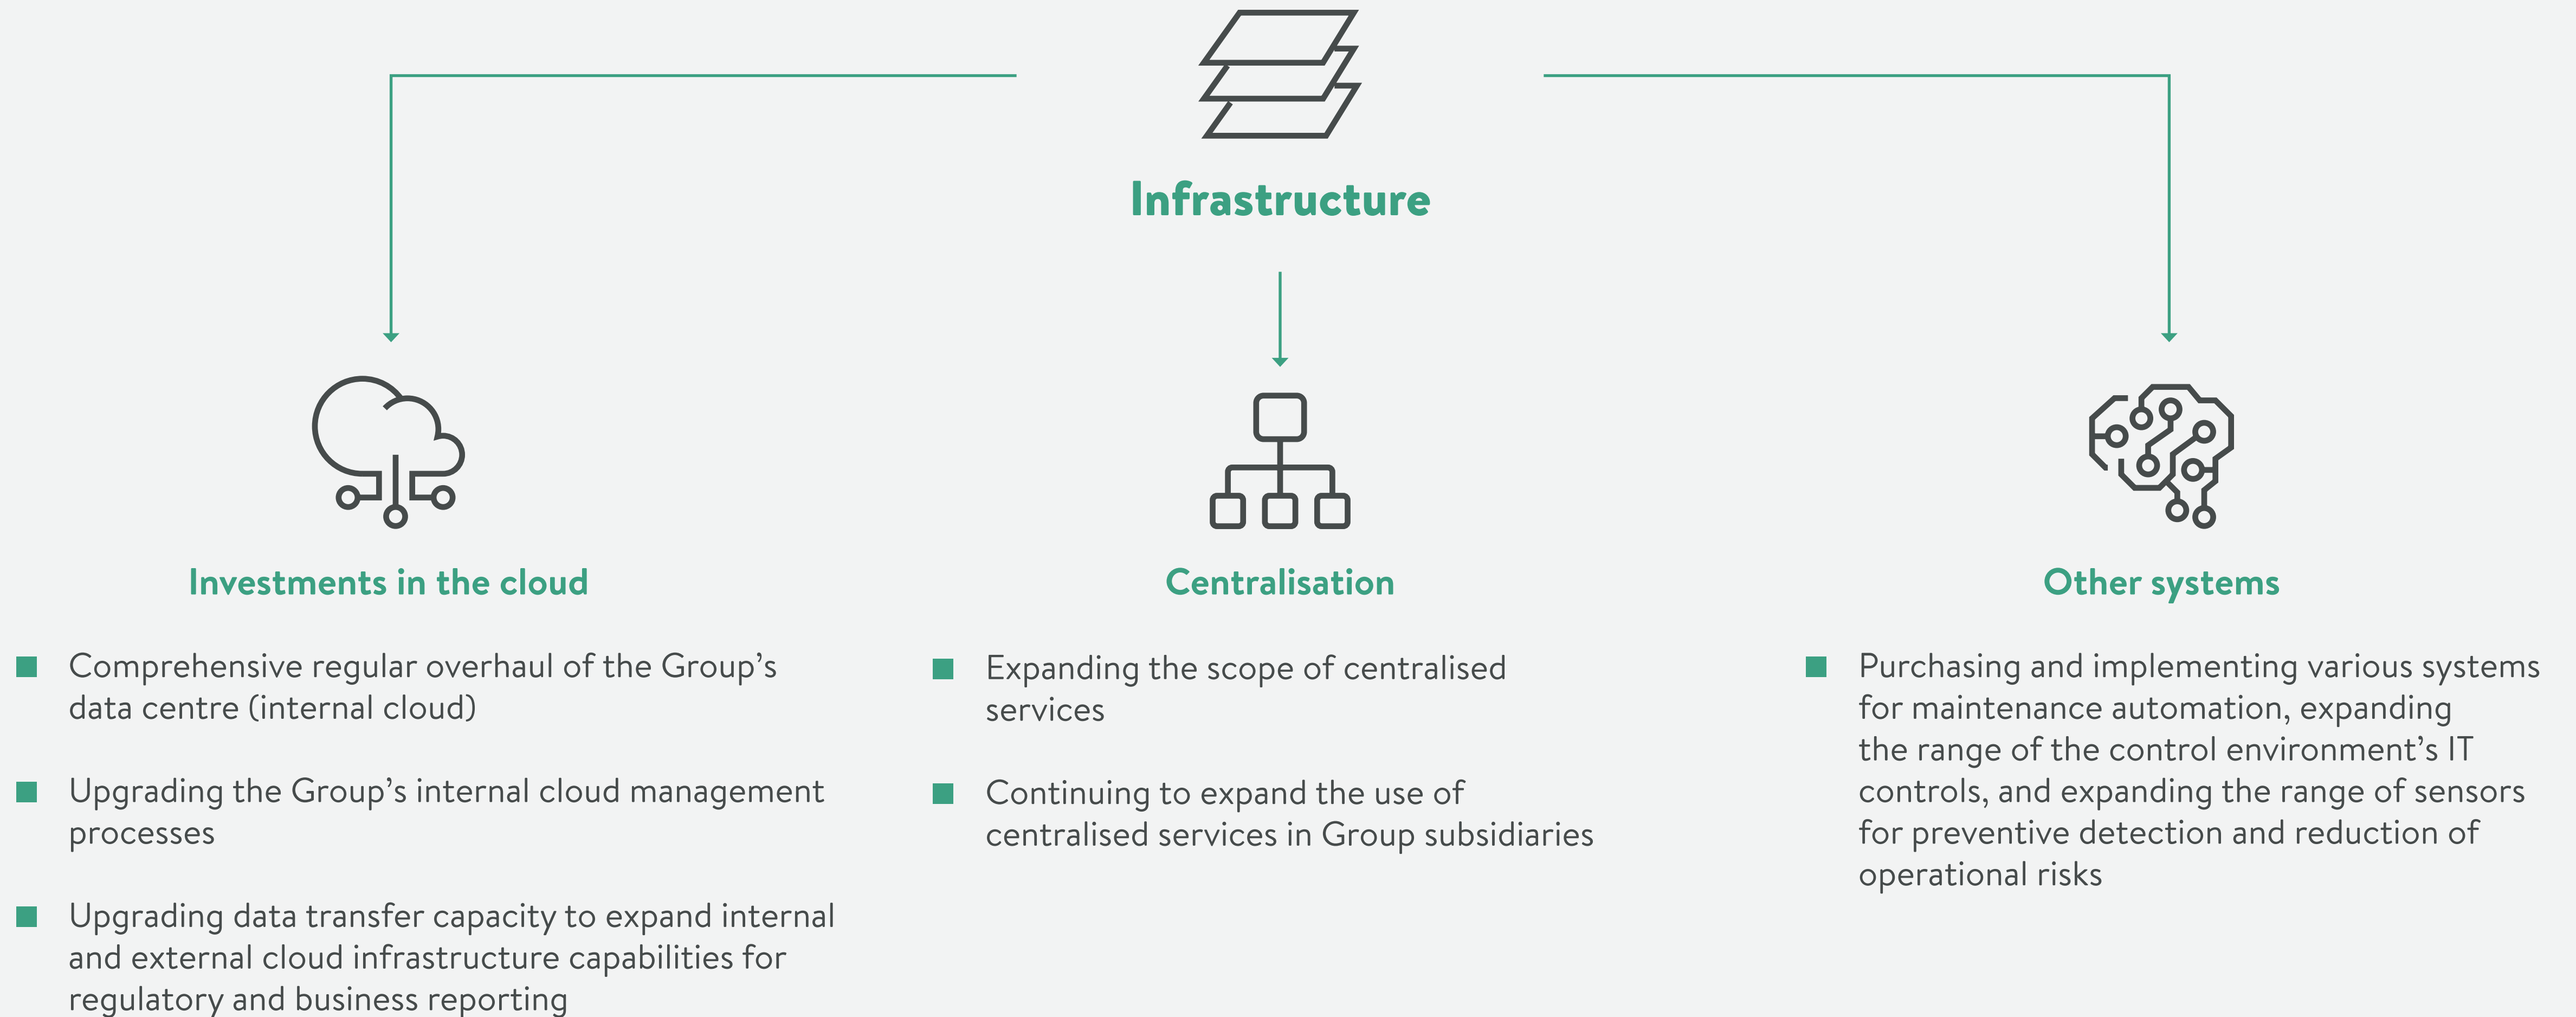 Infrastructure
Investments in the cloud
Comprehensive regular overhaul of the Group’s
data centre (internal cloud)
Upgrading the Group’s internal cloud management
processes
Upgrading data transfer capacity to expand internal
and external cloud infrastructure capabilities for
regulatory and business reporting
Centralisation
Expanding the scope of centralised
services
Continuing to expand the use of
centralised services in Group subsidiaries
Other systems
Purchasing and implementing various systems
for maintenance automation, expanding
the range of the control environment’s IT
controls, and expanding the range of sensors
for preventive detection and reduction of
operational risks